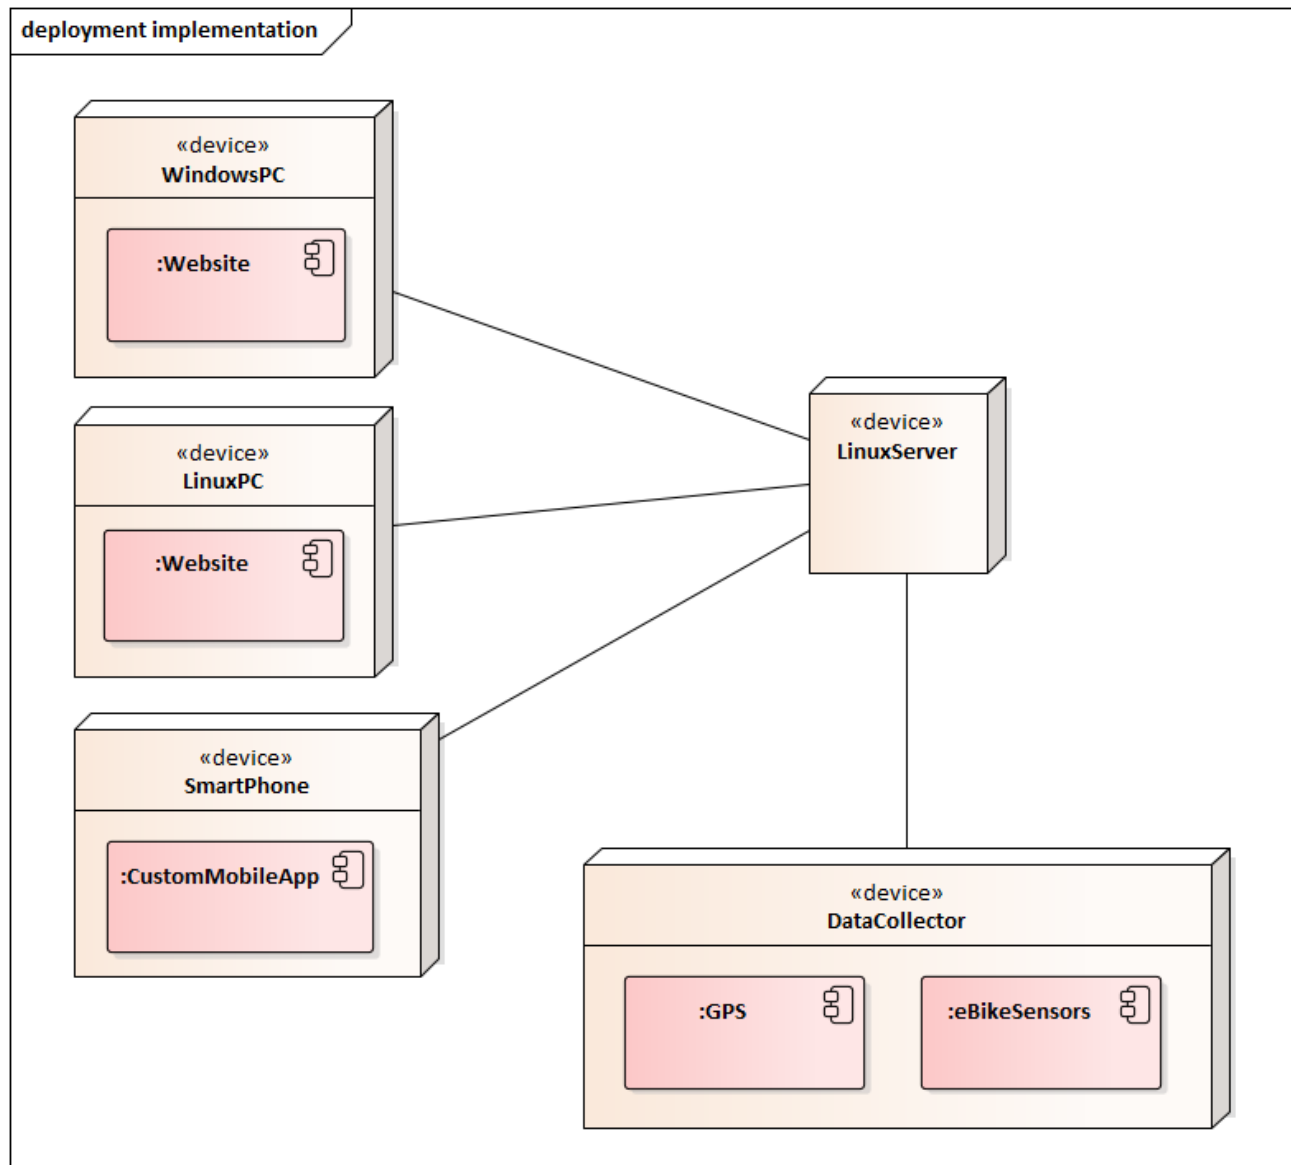 deployment implementation
«device»
WindowsPC
:Website
«device»
LinuxPC
:Website
«device»
SmartPhone
:CustomMobileApp
«device»
LinuxServer
«device»
DataCollector
:GPS
:eBikeSensors